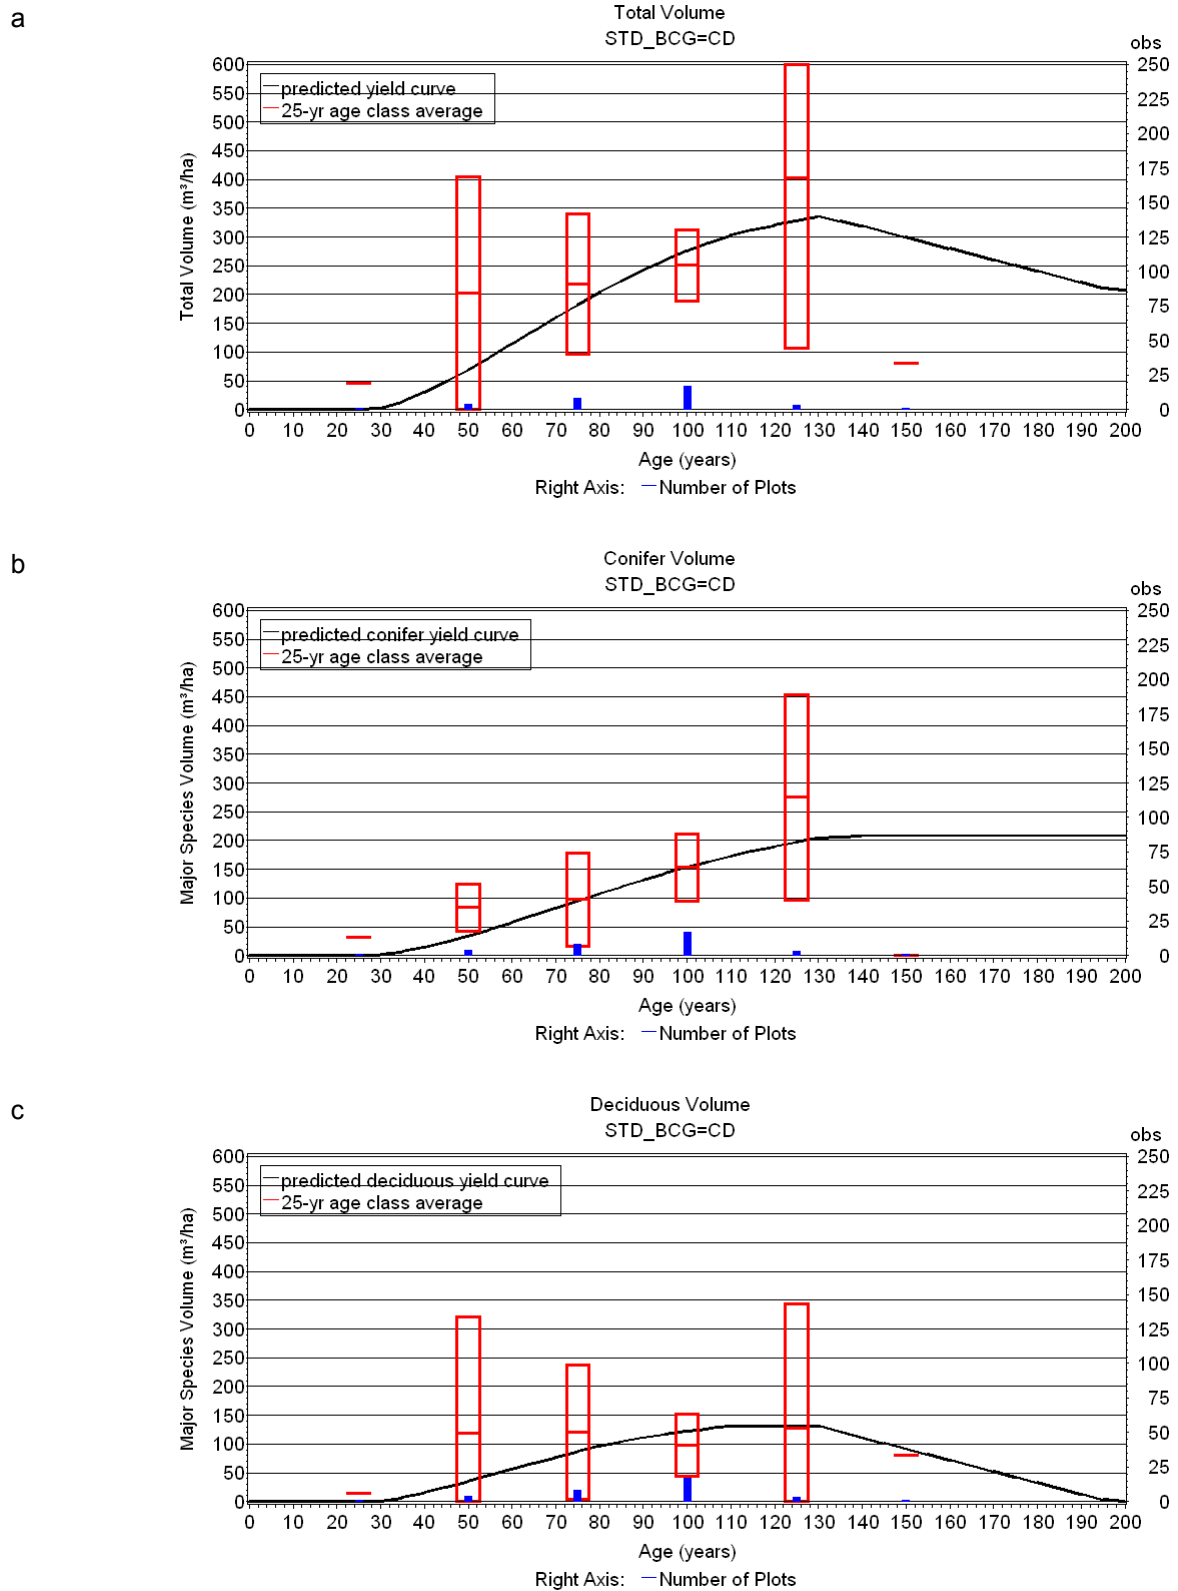 a
Total Volume
STD_BCG=CD
obs
predicted yield curve
25-yr age class average
Total Volume (m³/ha)
600
550
500
450
400
350
300
250
200
150
100
50
0
250
225
200
175
150
125
100
75
50
25
0
0 10 20 30 40 50 60 70 80 90 100 110 120 130 140 150 160 170 180 190 200
Age (years)
Right Axis: Number of Plots
b
Conifer Volume
STD_BCG=CD
obs
predicted conifer yield curve
25-yr age class average
Major Species Volume (m³/ha)
600
550
500
450
400
350
300
250
200
150
100
50
0
250
225
200
175
150
125
100
75
50
25
0
0 10 20 30 40 50 60 70 80 90 100 110 120 130 140 150 160 170 180 190 200
Age (years)
Right Axis: Number of Plots
c
Deciduous Volume
STD_BCG=CD
obs
predicted deciduous yield curve
25-yr age class average
Major Species Volume (m³/ha)
600
550
500
450
400
350
300
250
200
150
100
50
0
250
225
200
175
150
125
100
75
50
25
0
0 10 20 30 40 50 60 70 80 90 100 110 120 130 140 150 160 170 180 190 200
Age (years)
Right Axis: Number of Plots